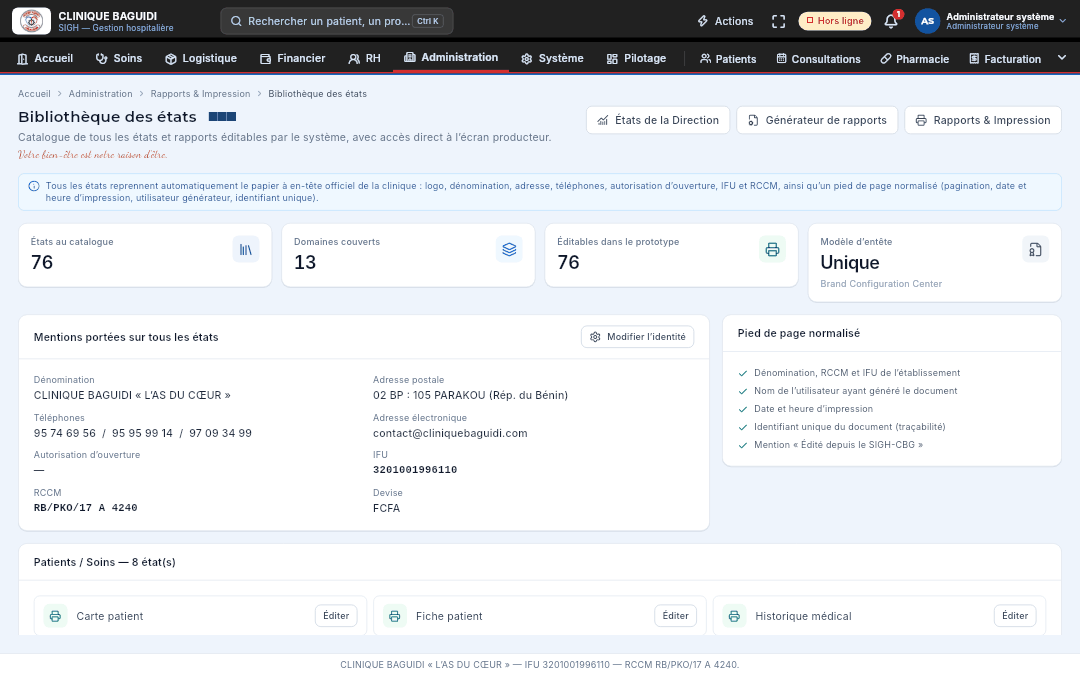 CLINIQUE BAGUIDI
SIGH — Gestion hospitalière
Rechercher un patient, un pro... Ctrl K
Actions
Hors ligne
1
AS
Administrateur système
Administrateur système
Accueil
Soins
Logistique
Financier
RH
Administration
Système
Pilotage
Patients
Consultations
Pharmacie
Facturation
Accueil > Administration > Rapports & Impression > Bibliothèque des états
Bibliothèque des états
Catalogue de tous les états et rapports éditables par le système, avec accès direct à l'écran producteur.
Votre bien-être est notre raison d'être.
États de la Direction
Générateur de rapports
Rapports & Impression
Tous les états reprennent automatiquement le papier à en-tête officiel de la clinique : logo, dénomination, adresse, téléphones, autorisation d'ouverture, IFU et RCCM, ainsi qu'un pied de page normalisé (pagination, date et
heure d'impression, utilisateur générateur, identifiant unique).
États au catalogue
76
Domaines couverts
13
Éditables dans le prototype
76
Modèle d'entête
Unique
Brand Configuration Center
Mentions portées sur tous les états
Modifier l'identité
Dénomination
CLINIQUE BAGUIDI « L'AS DU CŒUR »
Adresse postale
02 BP : 105 PARAKOU (Rép. du Bénin)
Téléphones
95 74 69 56 / 95 95 99 14 / 97 09 34 99
Adresse électronique
contact@cliniquebaguidi.com
Autorisation d'ouverture
—
IFU
3201001996110
RCCM
RB/PKO/17 A 4240
Devise
FCFA
Pied de page normalisé
Dénomination, RCCM et IFU de l'établissement
Nom de l'utilisateur ayant généré le document
Date et heure d'impression
Identifiant unique du document (traçabilité)
Mention « Édité depuis le SIGH-CBG »
Patients / Soins — 8 état(s)
Carte patient
Éditer
Fiche patient
Éditer
Historique médical
Éditer
CLINIQUE BAGUIDI « L'AS DU CŒUR » — IFU 3201001996110 — RCCM RB/PKO/17 A 4240.